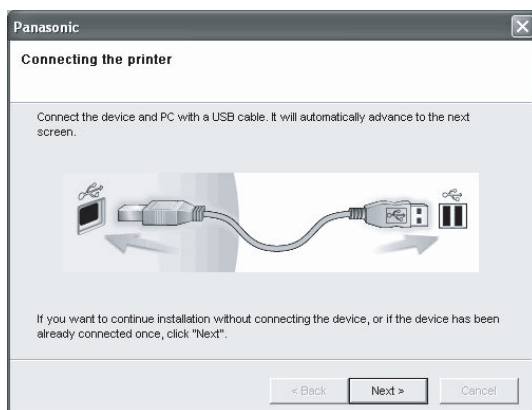 Panasonic
Connecting the printer
Connect the device and PC with a USB cable. It will automatically advance to the next
screen.
If you want to continue installation without connecting the device, or if the device has been
already connected once, click "Next".
< Back
Next >
Cancel